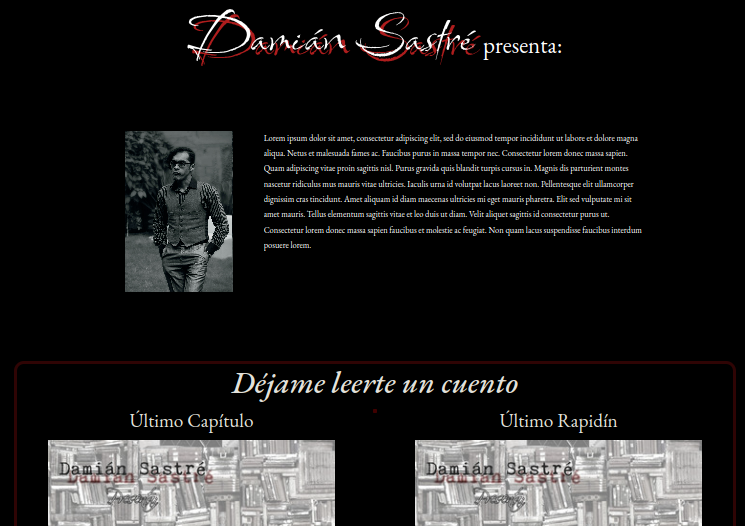 Damián Sastré presenta:
Lorem ipsum dolor sit amet, consectetur adipiscing elit, sed do eiusmod tempor incididunt ut labore et dolore magna
aliqua. Netus et malesuada fames ac. Faucibus purus in massa tempor nec. Consectetur lorem donec massa sapien.
Quam adipiscing vitae proin sagittis nisl. Purus gravida quis blandit turpis cursus in. Magnis dis parturient montes
nascetur ridiculus mus mauris vitae ultricies. Iaculis urna id volutpat lacus laoreet non. Pellentesque elit ullamcorper
dignissim cras tincidunt. Amet aliquam id diam maecenas ultricies mi eget mauris pharetra. Elit sed vulputate mi sit
amet mauris. Tellus elementum sagittis vitae et leo duis ut diam. Velit aliquet sagittis id consectetur purus ut.
Consectetur lorem donec massa sapien faucibus et molestie ac feugiat. Non quam lacus suspendisse faucibus interdum
posuere lorem.
Déjame leerte un cuento
Último Capítulo
Último Rapidín
Damián Sastré
Damián Sastré